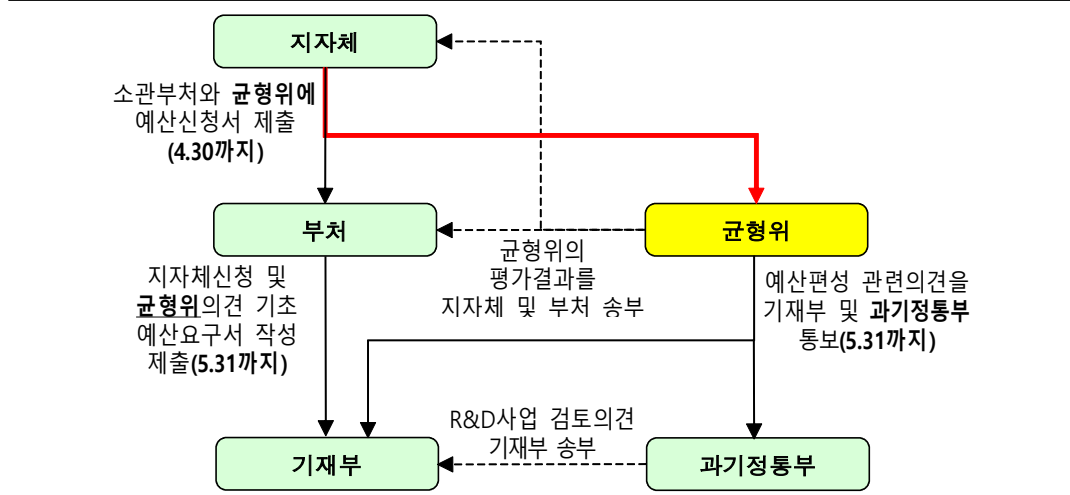 지자체
소관부처와 균형위에
예산신청서 제출
(4.30까지)
부처
균형위
균형위의
평가결과를
지자체 및 부처 송부
지자체신청 및
균형위의견 기초
예산요구서 작성
제출(5.31까지)
예산편성 관련의견을
기재부 및 과기정통부
통보(5.31까지)
R&D사업 검토의견
기재부 송부
기재부
과기정통부